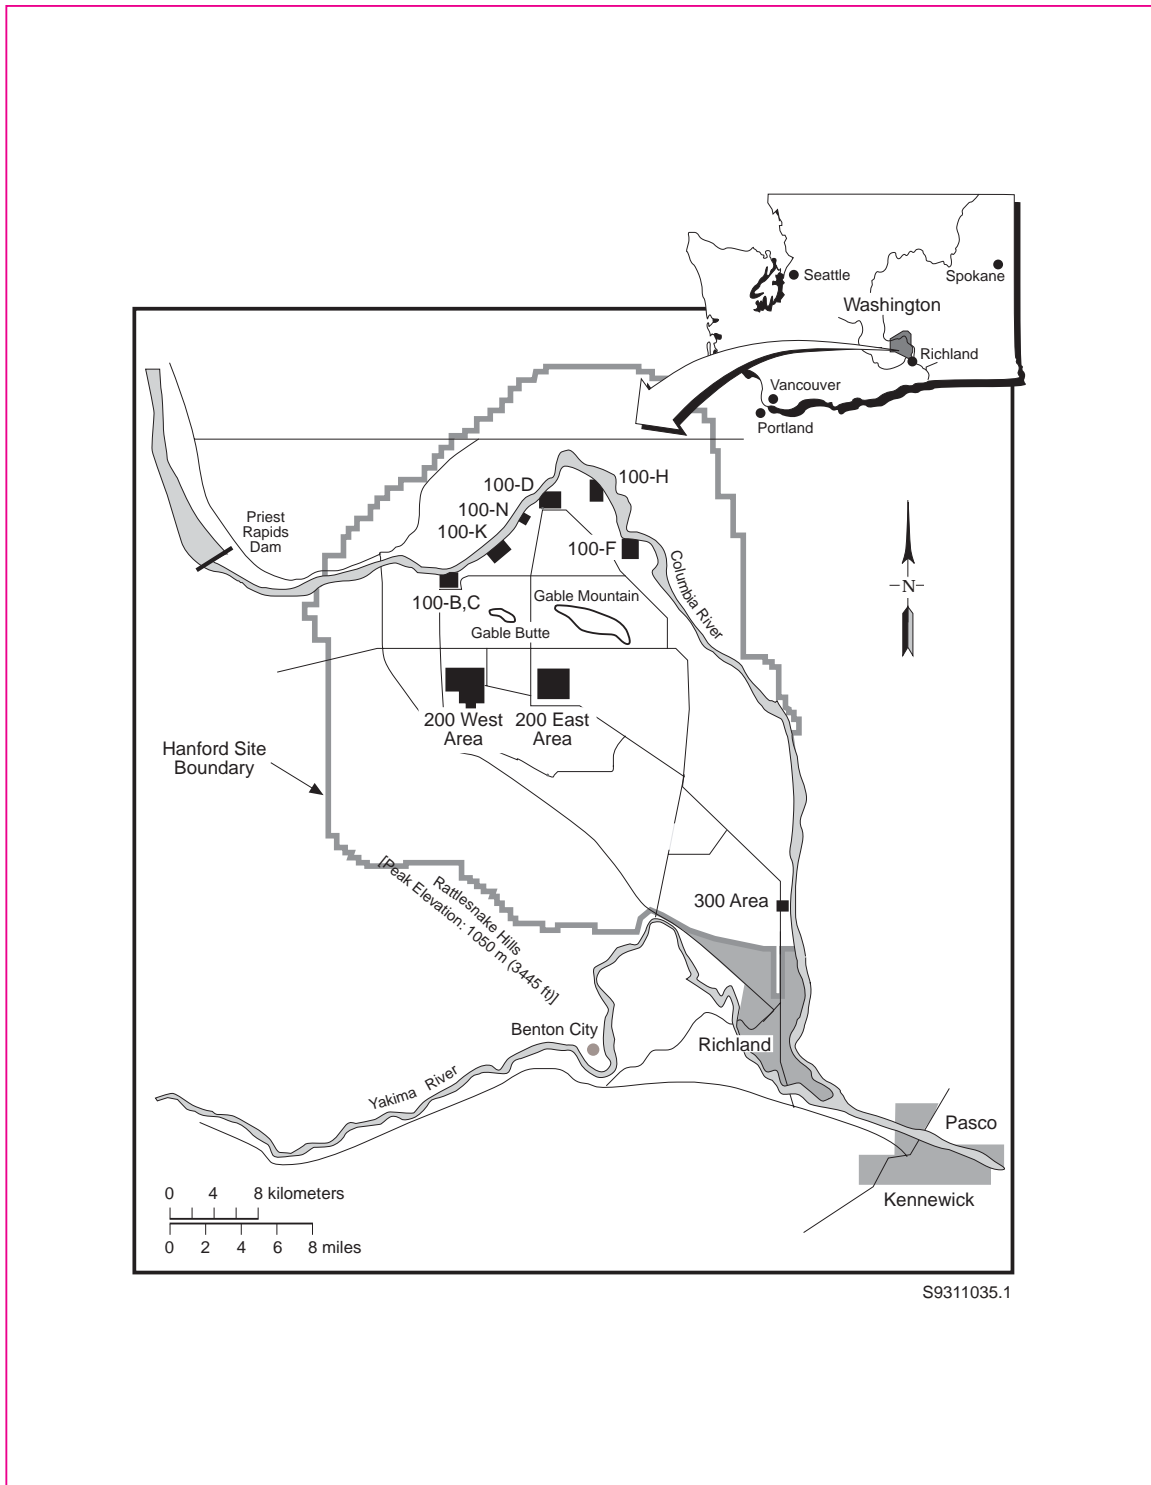 Seattle
Spokane
Washington
Richland
Vancouver
Portland
100-H
100-D
100-N
100-K
100-F
Priest
Rapids
Dam
100-B,C
Gable Mountain
Gable Butte
Columbia River
N
200 West
Area
200 East
Area
Hanford Site
Boundary
Rattlesnake Hills
[Peak Elevation: 1050 m (3445 ft)]
300 Area
Benton City
Richland
Yakima River
Pasco
Kennewick
0 4 8 kilometers
0 2 4 6 8 miles
S9311035.1